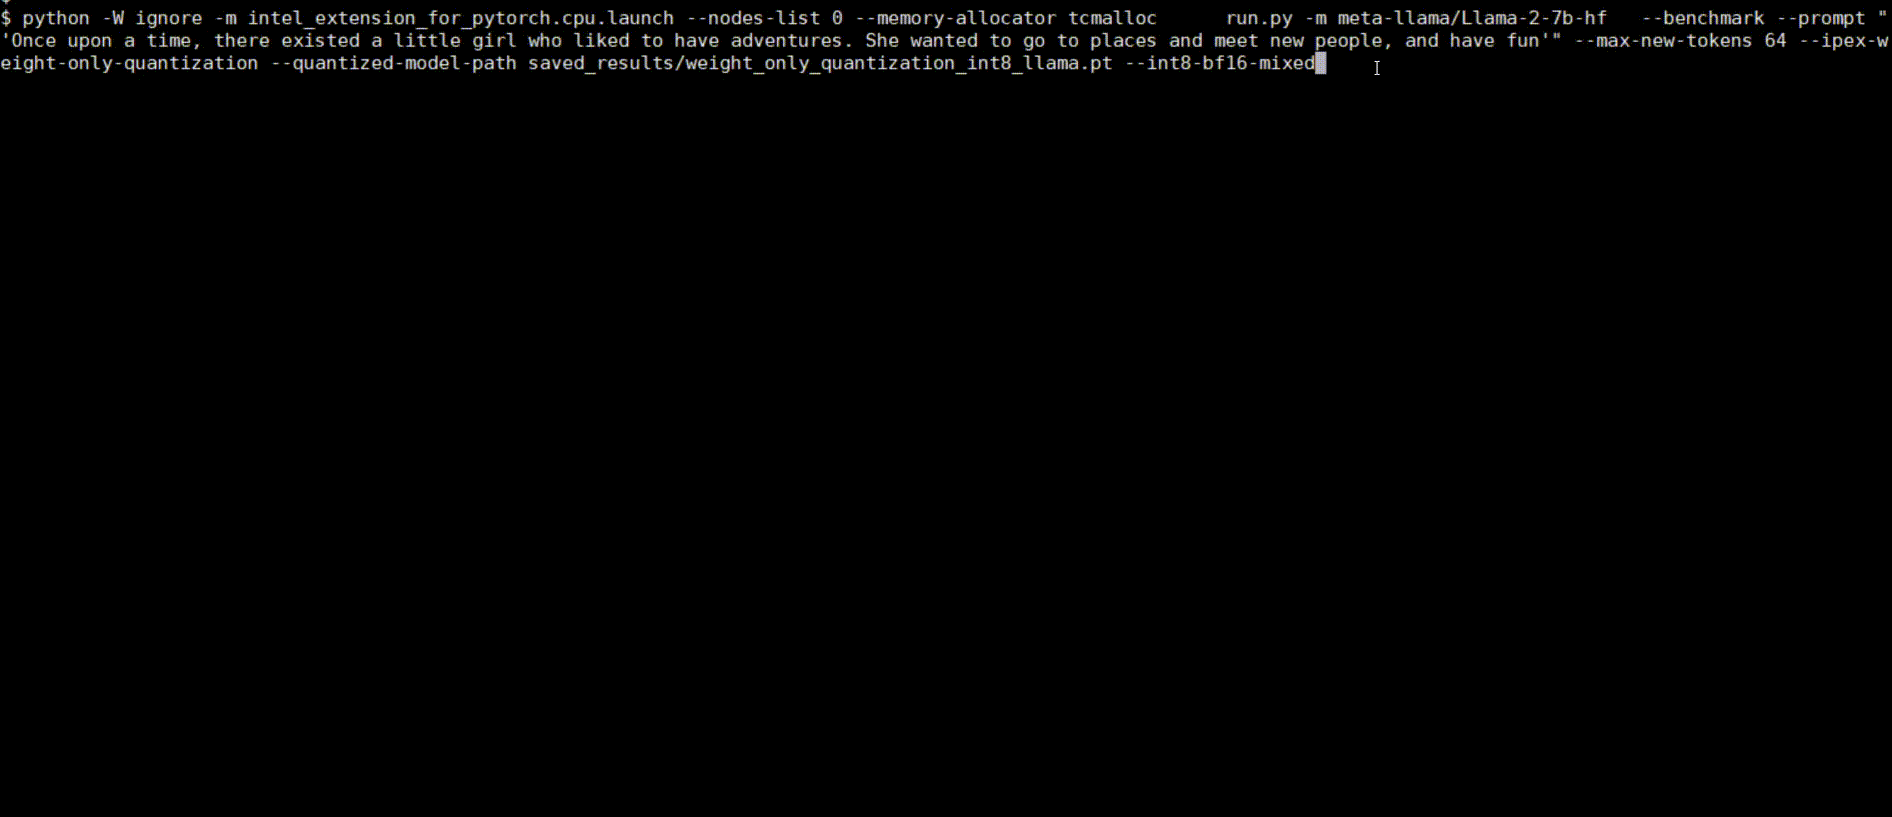 $ python -W ignore -m intel_extension_for_pytorch.cpu.launch --nodes-list 0 --memory-allocator tcmalloc      run.py -m meta-llama/Llama-2-7b-hf   --benchmark --prompt "
'Once upon a time, there existed a little girl who liked to have adventures. She wanted to go to places and meet new people, and have fun'" --max-new-tokens 64 --ipex-w
eight-only-quantization --quantized-model-path saved_results/weight_only_quantization_int8_llama.pt --int8-bf16-mixed